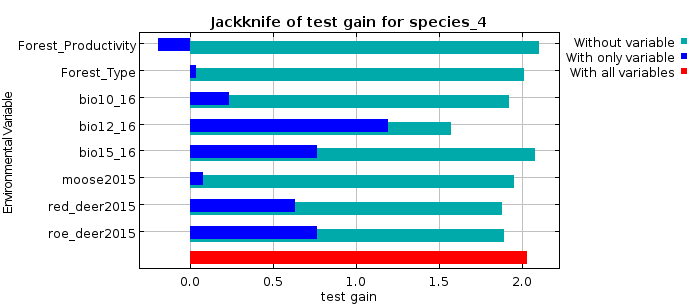 Jackknife of test gain for species_4
Environmental Variable
Forest_Productivity
Forest_Type
bio10_16
bio12_16
bio15_16
moose2015
red_deer2015
roe_deer2015
Without variable
With only variable
With all variables
0.0 0.5 1.0 1.5 2.0
test gain